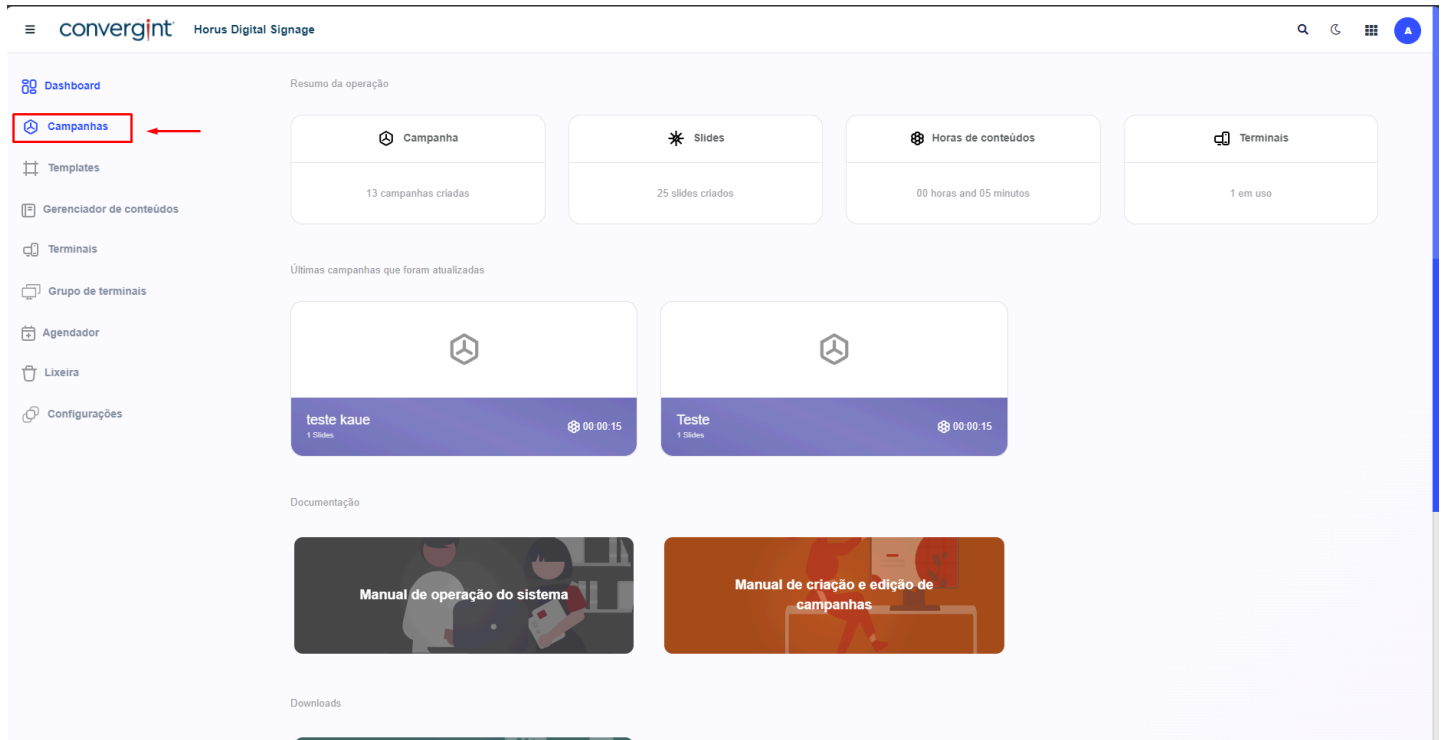 convergint Horus Digital Signage
A
Dashboard
Campanhas
Templates
Gerenciador de conteúdos
Terminais
Grupo de terminais
Agendador
Lixeira
Configurações
Resumo da operação
Campanha
13 campanhas criadas
Slides
25 slides criados
Horas de conteúdos
00 horas and 05 minutos
Terminais
1 em uso
Últimas campanhas que foram atualizadas
teste kaue
1 Slides
00:00:15
Teste
1 Slides
00:00:15
Documentação
Manual de operação do sistema
Manual de criação e edição de
campanhas
Downloads